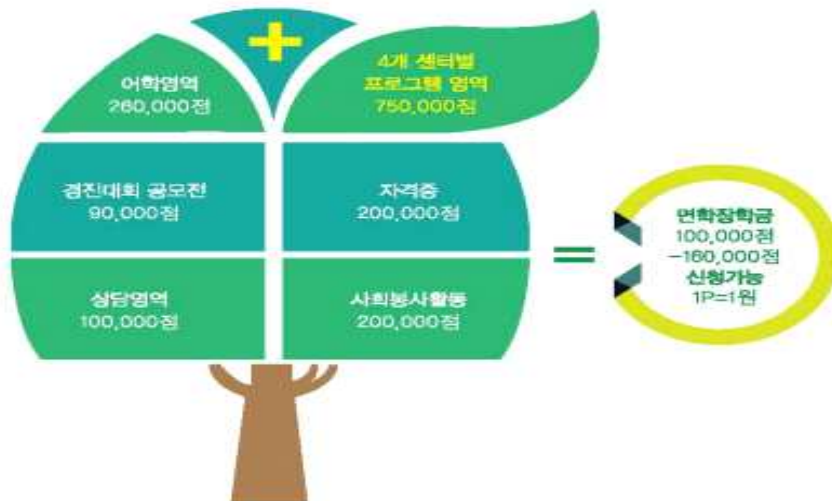 +
어학영역
260,000점
4개 센터별
프로그램 영역
750,000점
경진대회 공모전
90,000점
자격증
200,000점
상담영역
100,000점
사회봉사활동
200,000점
=
면학장학금
100,000점
-160,000점
신청가능
1P=1원